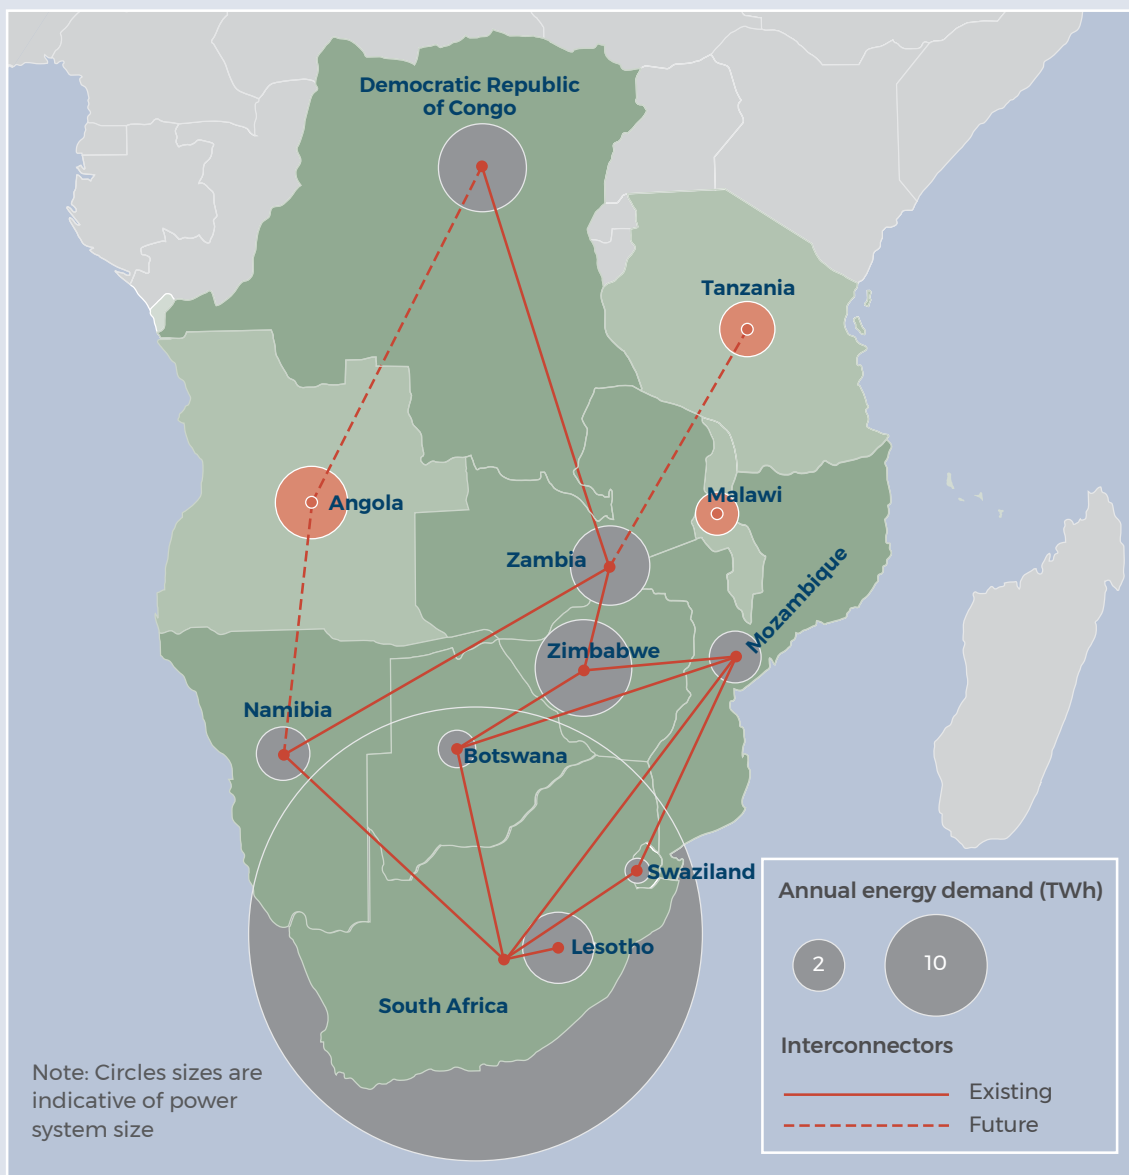 Democratic Republic
of Congo
Tanzania
Angola
Malawi
Zambia
Mozambique
Zimbabwe
Namibia
Botswana
Swaziland
Lesotho
South Africa
Note: Circles sizes are
indicative of power
system size
Annual energy demand (TWh)
2
10
Interconnectors
Existing
Future